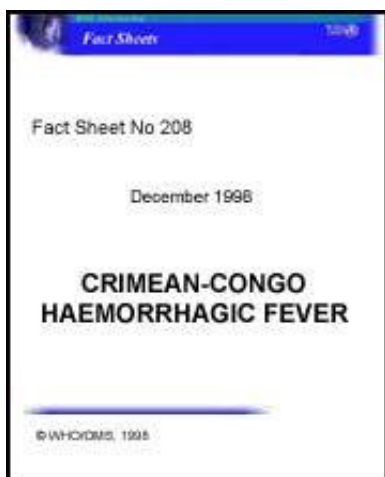 Fact Sheets
Fact Sheet No 208
December 1998
CRIMEAN-CONGO
HAEMORRHAGIC FEVER
© WHO/OMS, 1998